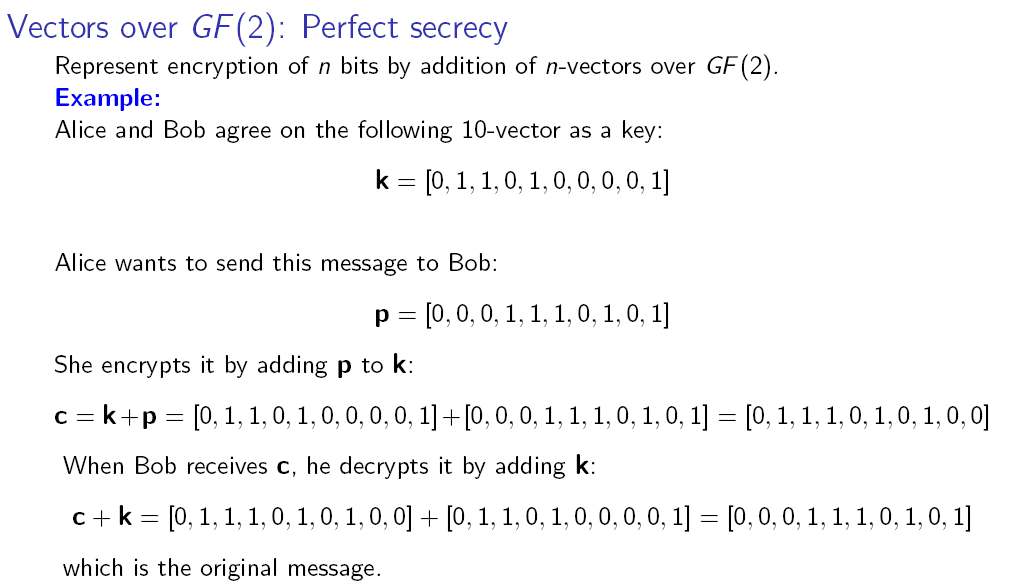 Vectors over GF(2): Perfect secrecy
Represent encryption of n bits by addition of n-vectors over GF(2).
Example:
Alice and Bob agree on the following 10-vector as a key:
k = [0, 1, 1, 0, 1, 0, 0, 0, 0, 1]
Alice wants to send this message to Bob:
p = [0, 0, 0, 1, 1, 1, 0, 1, 0, 1]
She encrypts it by adding p to k:
c = k+p = [0, 1, 1, 0, 1, 0, 0, 0, 0, 1]+[0, 0, 0, 1, 1, 1, 0, 1, 0, 1] = [0, 1, 1, 1, 0, 1, 0, 1, 0, 0]
When Bob receives c, he decrypts it by adding k:
c + k = [0, 1, 1, 1, 0, 1, 0, 1, 0, 0] + [0, 1, 1, 0, 1, 0, 0, 0, 0, 1] = [0, 0, 0, 1, 1, 1, 0, 1, 0, 1]
which is the original message.